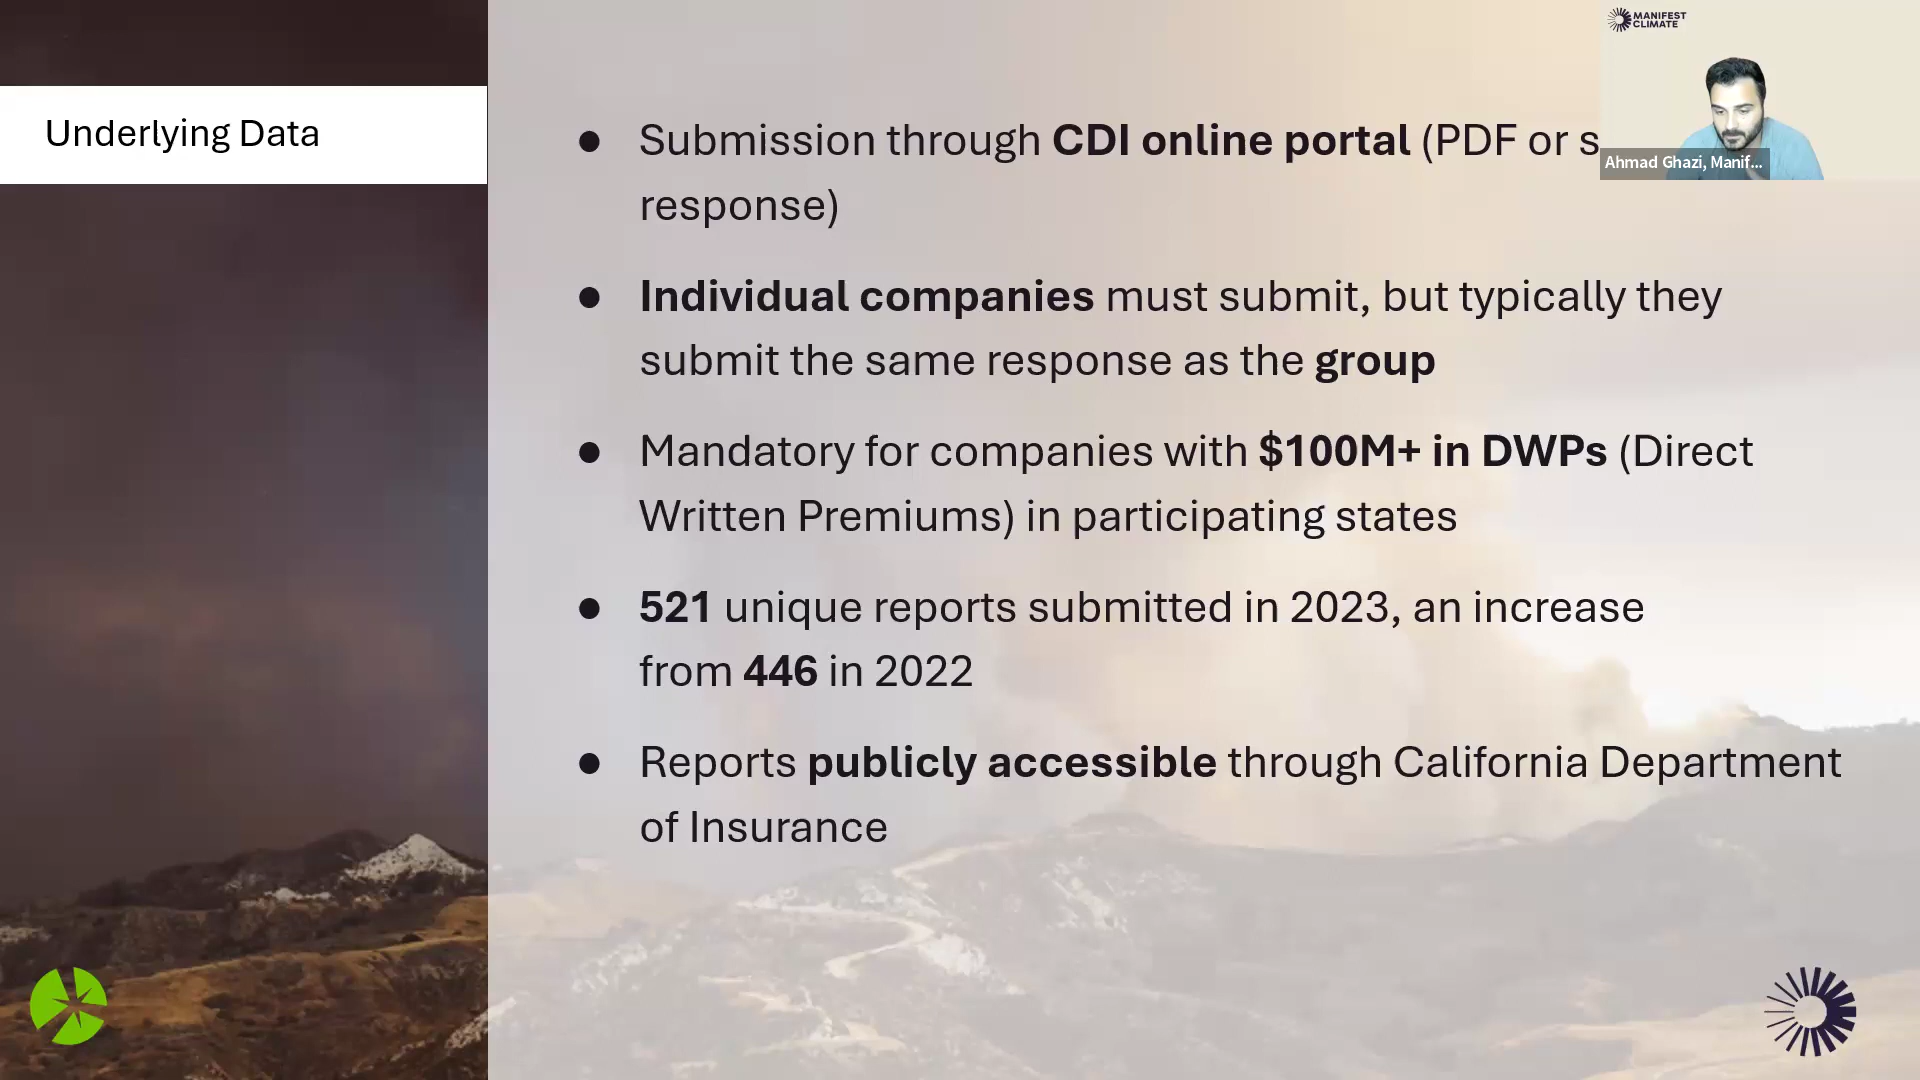 MANIFEST
CLIMATE
Underlying Data
● Submission through CDI online portal (PDF or
response)
Ahmad Ghazi, Manif...
● Individual companies must submit, but typically they
submit the same response as the group
● Mandatory for companies with $100M+ in DWPs (Direct
Written Premiums) in participating states
● 521 unique reports submitted in 2023, an increase
from 446 in 2022
● Reports publicly accessible through California Department
of Insurance